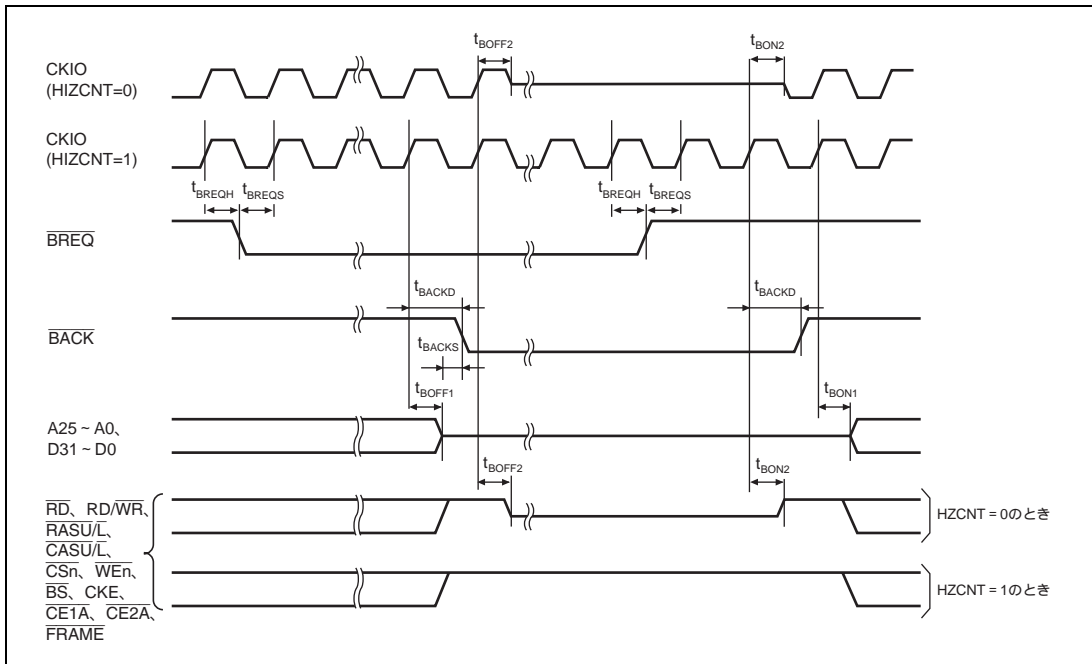 tBOFF2
tBON2
CKIO
(HIZCNT=0)
CKIO
(HIZCNT=1)
tBREQH
tBREQS
tBREQH
tBREQS
BREQ
tBACKD
tBACKD
BACK
tBACKS
tBOFF1
tBON1
A25 ~ A0、
D31 ~ D0
tBOFF2
tBON2
RD、RD/WR、
RASU/L、
CASU/L、
CSn、WEn、
BS、CKE、
CE1A、CE2A、
FRAME
HZCNT = 0のとき
HZCNT = 1のとき